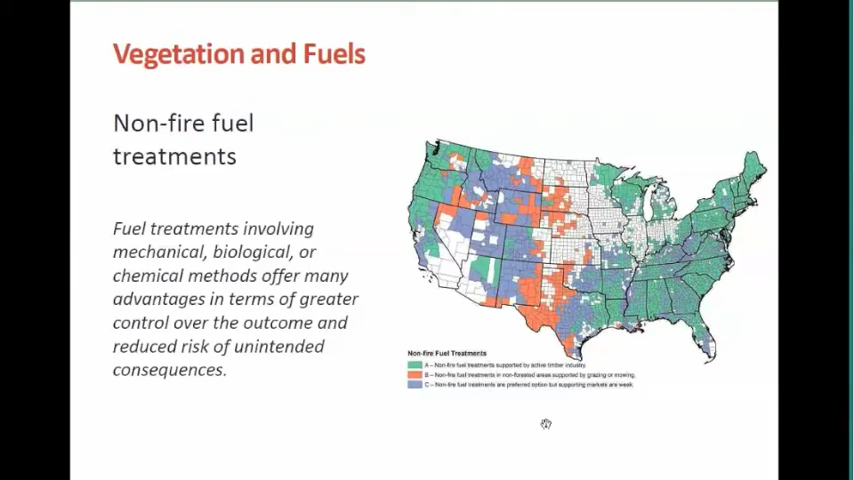 Vegetation and Fuels
Non-fire fuel
treatments
Fuel treatments involving
mechanical, biological, or
chemical methods offer many
advantages in terms of greater
control over the outcome and
reduced risk of unintended
consequences.
Non-fire Fuel Treatments
A – Non-fire fuel treatments supported by active timber industry.
B – Non-fire fuel treatments in non-forested areas supported by grazing or mowing.
C – Non-fire fuel treatments are preferred option but supporting markets are weak.